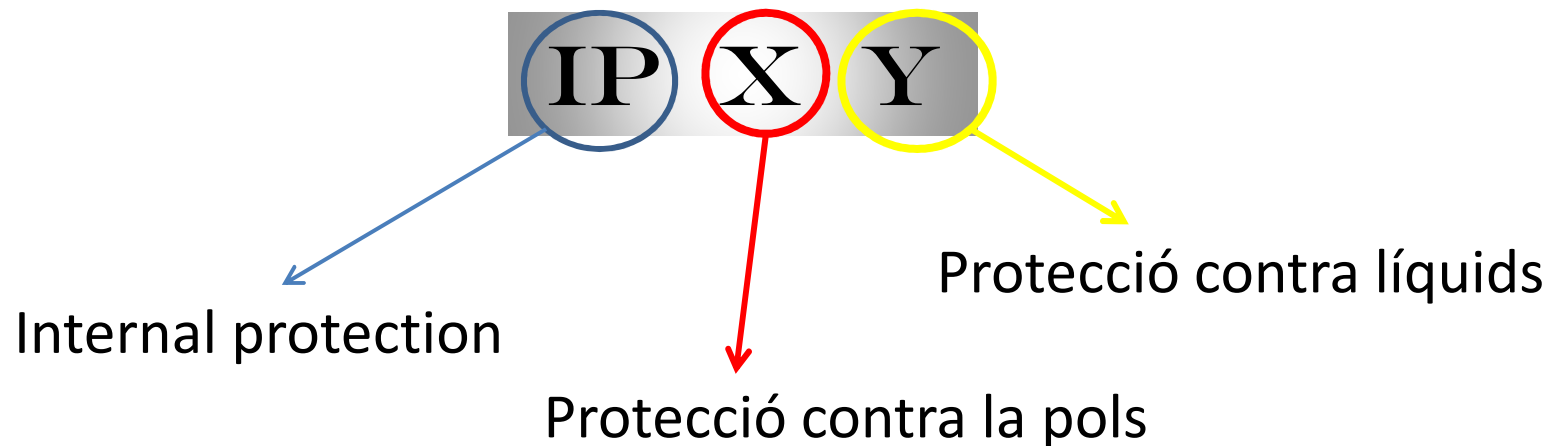 IP X Y
Protecció contra líquids
Internal protection
Protecció contra la pols